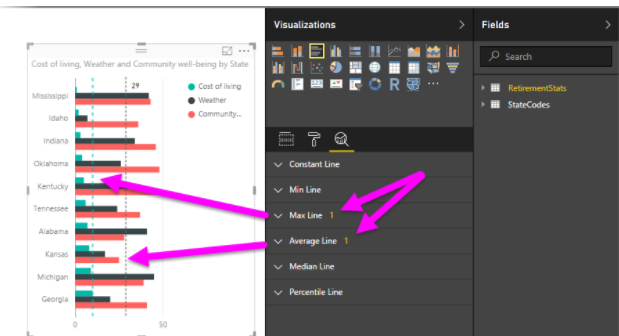 Visualizations >
Fields >
Cost of living, Weather and Community well-being by State
Search
29
Cost of living
Weather
Community...
Mississippi
Idaho
Indiana
Oklahoma
Kentucky
Tennessee
Alabama
Kansas
Michigan
Georgia
0 50
R
RetirementStats
StateCodes
Constant Line
Min Line
Max Line 1
Average Line 1
Median Line
Percentile Line